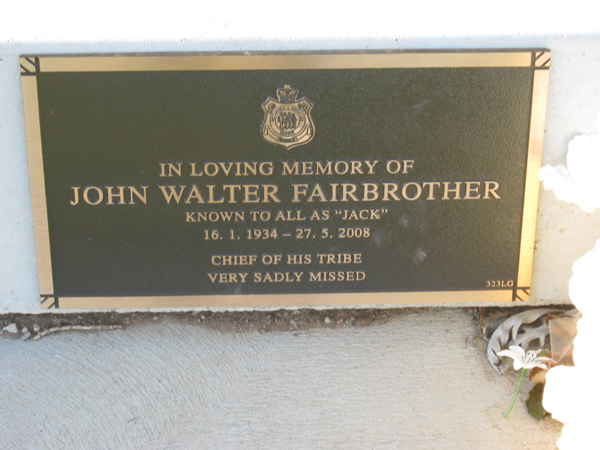 IN LOVING MEMORY OF
JOHN WALTER FAIRBROTHER
KNOWN TO ALL AS "JACK"
16. 1. 1934 – 27. 5. 2008
CHIEF OF HIS TRIBE
VERY SADLY MISSED
323LG